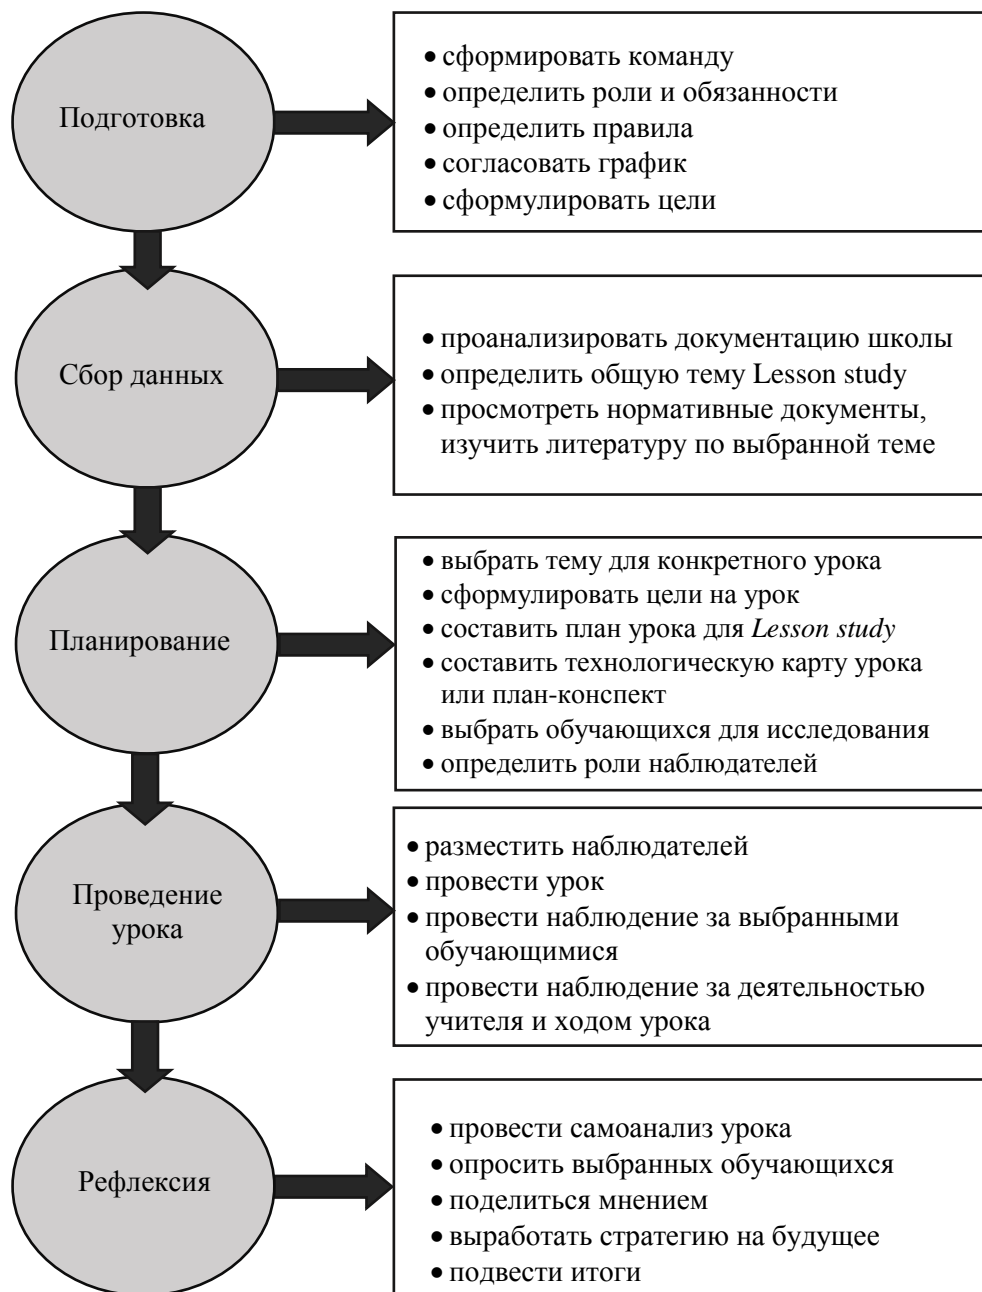 Подготовка
• сформировать команду
• определить роли и обязанности
• определить правила
• согласовать график
• сформулировать цели
Сбор данных
• проанализировать документацию школы
• определить общую тему Lesson study
• просмотреть нормативные документы,
изучить литературу по выбранной теме
Планирование
• выбрать тему для конкретного урока
• сформулировать цели на урок
• составить план урока для Lesson study
• составить технологическую карту урока
или план-конспект
• выбрать обучающихся для исследования
• определить роли наблюдателей
Проведение
урока
• разместить наблюдателей
• провести урок
• провести наблюдение за выбранными
обучающимися
• провести наблюдение за деятельностью
учителя и ходом урока
Рефлексия
• провести самоанализ урока
• опросить выбранных обучающихся
• поделиться мнением
• выработать стратегию на будущее
• подвести итоги